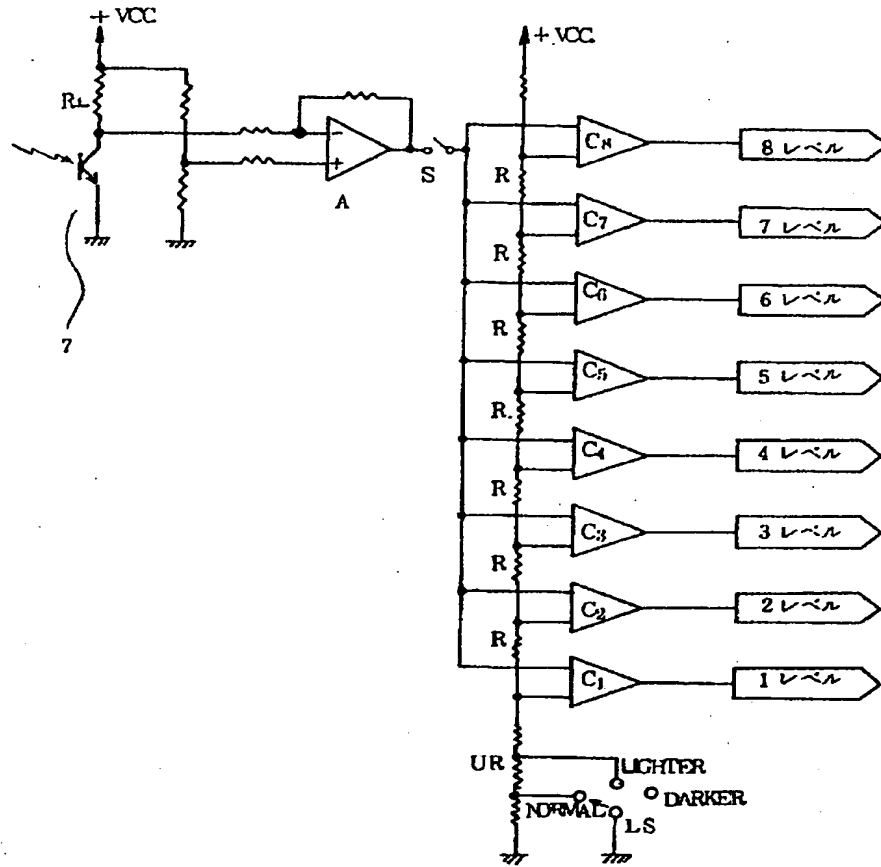 + VCC.
+ VCC.
RL
A
S
7
C8
8 レベル
R
C7
7 レベル
R
C6
6 レベル
R
C5
5 レベル
R.
C4
4 レベル
R
C3
3 レベル
R
C2
2 レベル
R
C1
1 レベル
UR
LIGHTER
DARKER
NORMAL
LS